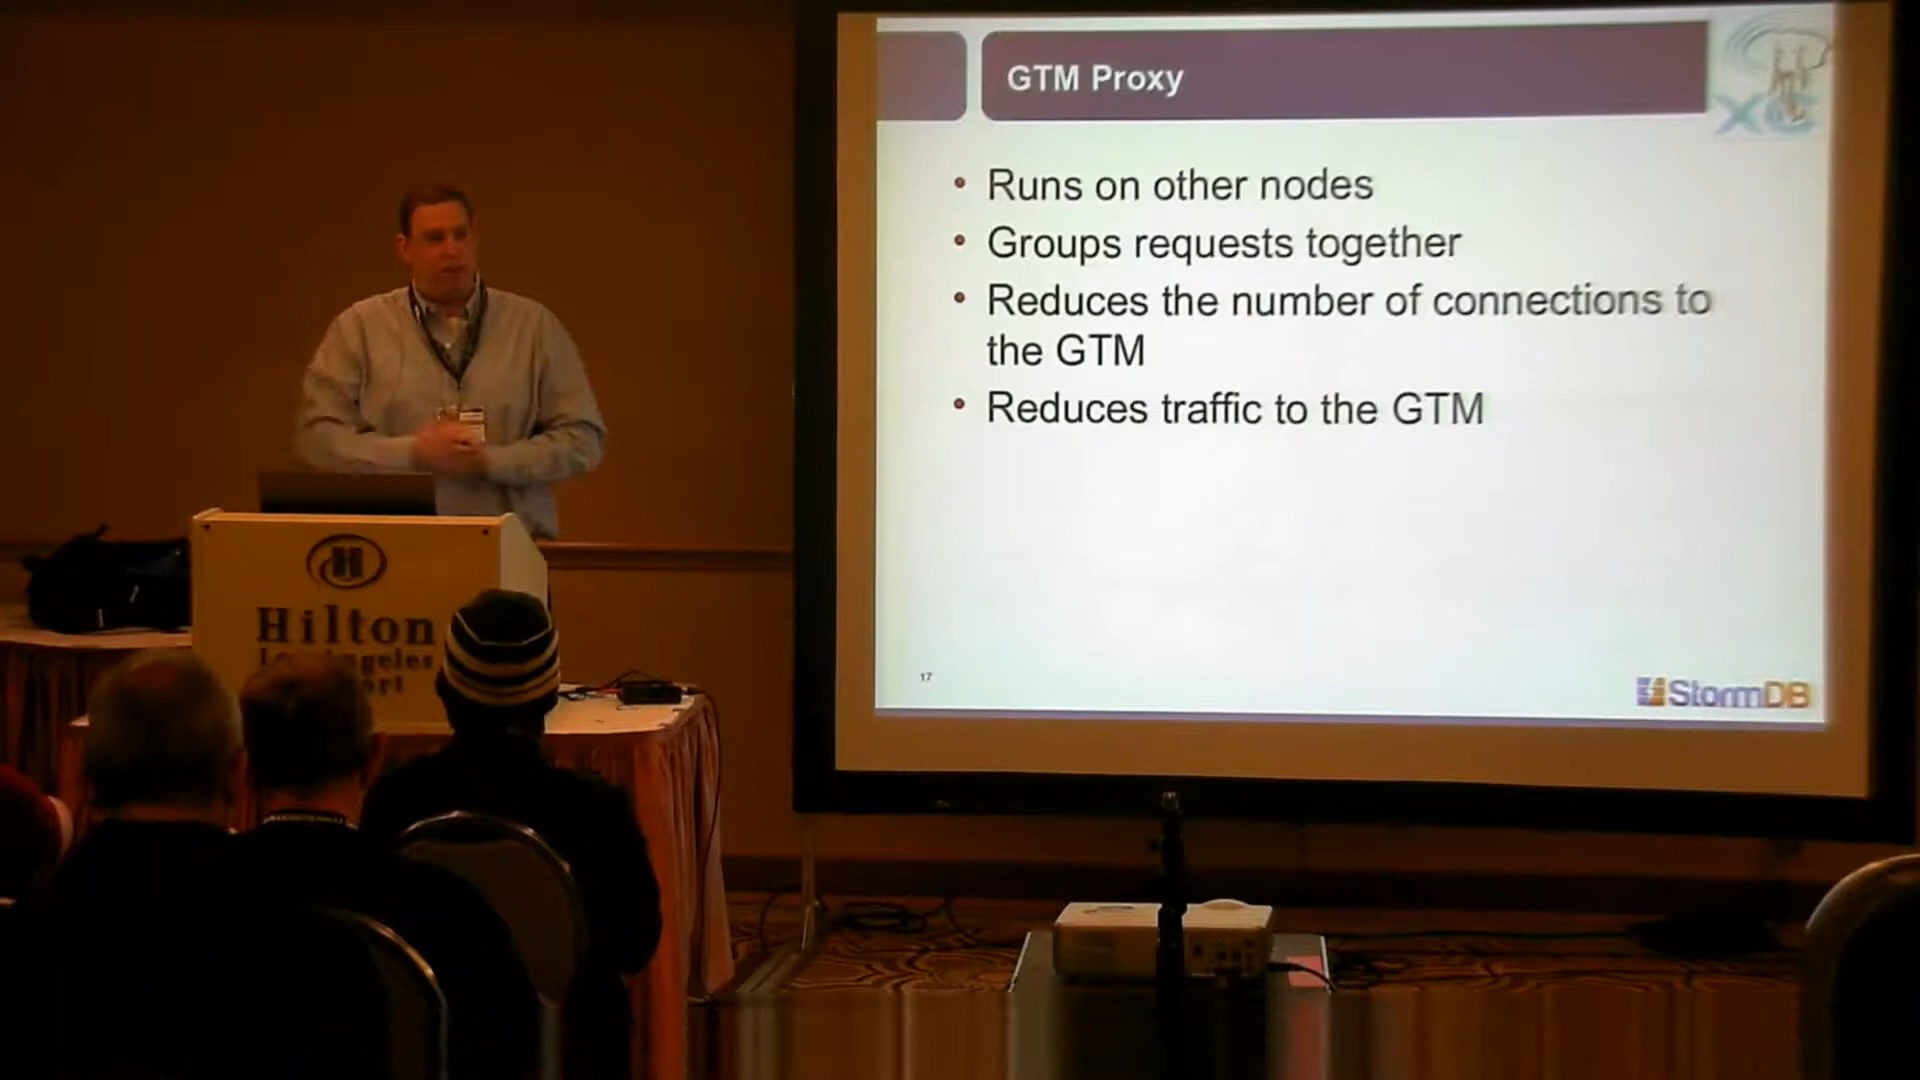 GTM Proxy
XC
• Runs on other nodes
• Groups requests together
• Reduces the number of connections to
the GTM
• Reduces traffic to the GTM
17
StormDB
Hilton